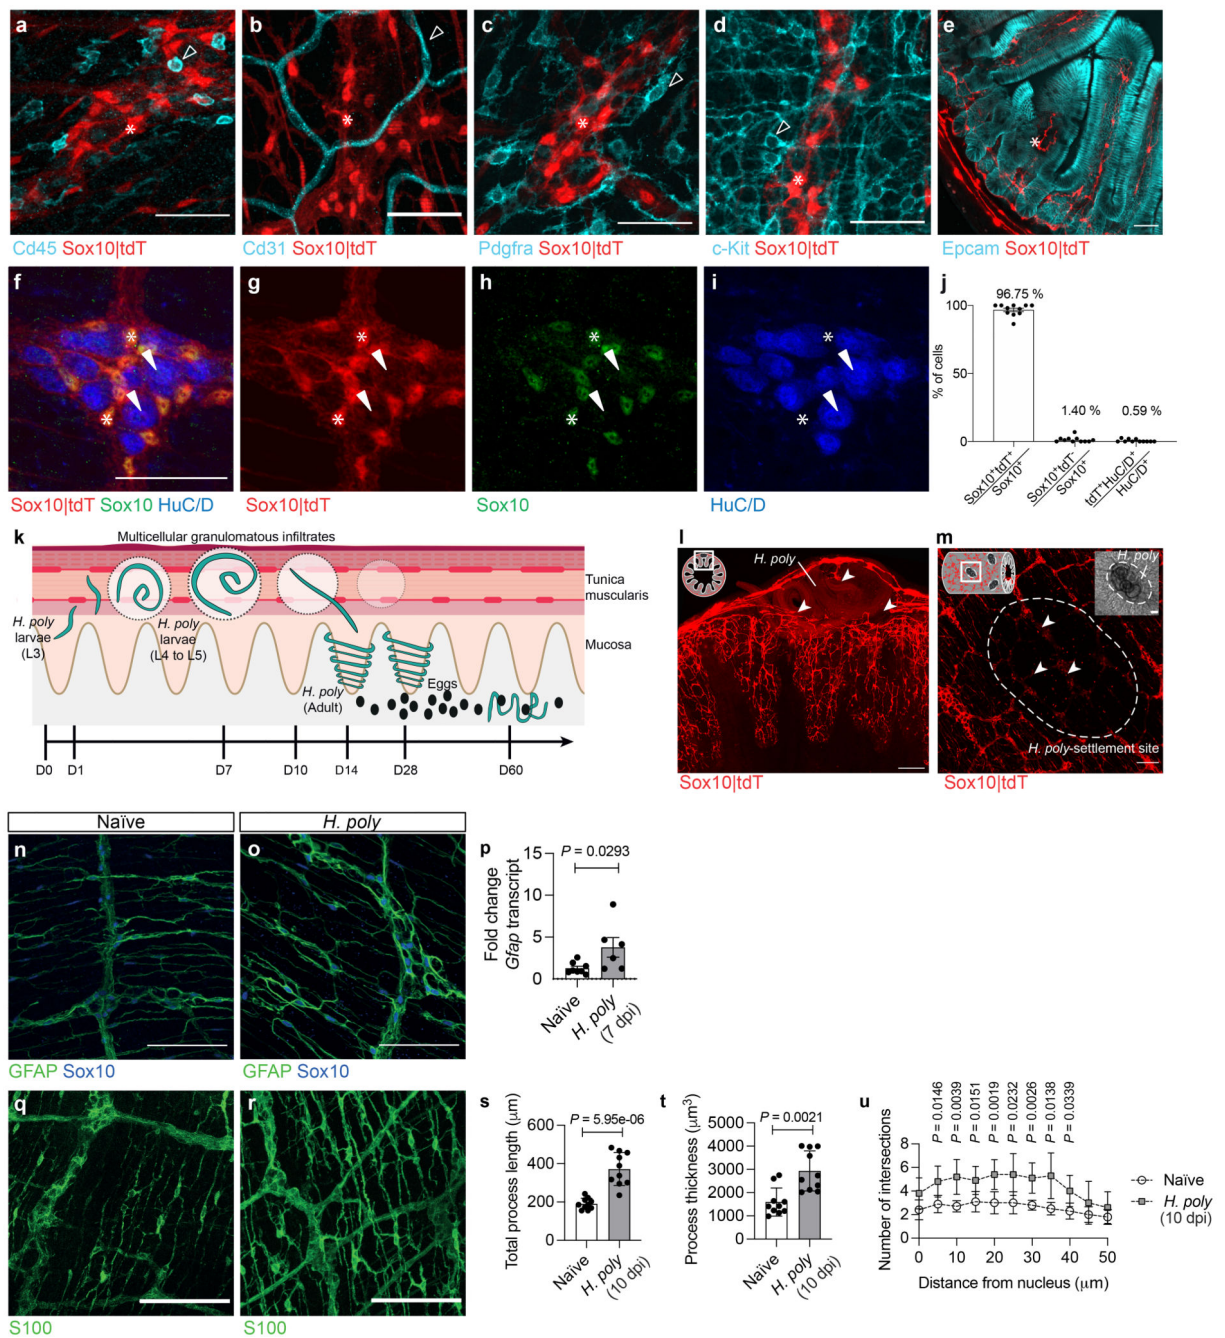 a
b
c
d
e
Cd45 Sox10|tdT
Cd31 Sox10|tdT
Pdgfra Sox10|tdT
c-Kit Sox10|tdT
Epcam Sox10|tdT
f
g
h
i
j
Sox10|tdT Sox10 HuC/D
Sox10|tdT
Sox10
HuC/D
% of cells
100
50
0
96.75 %
1.40 %
0.59 %
Sox10⁺tdT⁺
Sox10⁺
Sox10⁺tdT⁻
Sox10⁺
tdT⁺HuC/D⁺
HuC/D⁺
k
Multicellular granulomatous infiltrates
H. poly
larvae
(L3)
H. poly
larvae
(L4 to L5)
H. poly
(Adult)
Eggs
Tunica
muscularis
Mucosa
D0
D1
D7
D10
D14
D28
D60
l
H. poly
Sox10|tdT
m
H. poly
H. poly-settlement site
Sox10|tdT
Naïve
H. poly
n
o
GFAP Sox10
GFAP Sox10
p
P = 0.0293
Fold change
Gfap transcript
15
10
5
0
Naïve
H. poly
(7 dpi)
q
r
S100
S100
s
P = 5.95e-06
Total process length (μm)
600
400
200
0
Naïve
H. poly
(10 dpi)
t
P = 0.0021
Process thickness (μm³)
5000
4000
3000
2000
1000
0
Naïve
H. poly
(10 dpi)
u
P = 0.0146
P = 0.0039
P = 0.0151
P = 0.0019
P = 0.0232
P = 0.0026
P = 0.0138
P = 0.0339
Number of intersections
8
6
4
2
0
0
10
20
30
40
50
Distance from nucleus (μm)
Naïve
H. poly
(10 dpi)